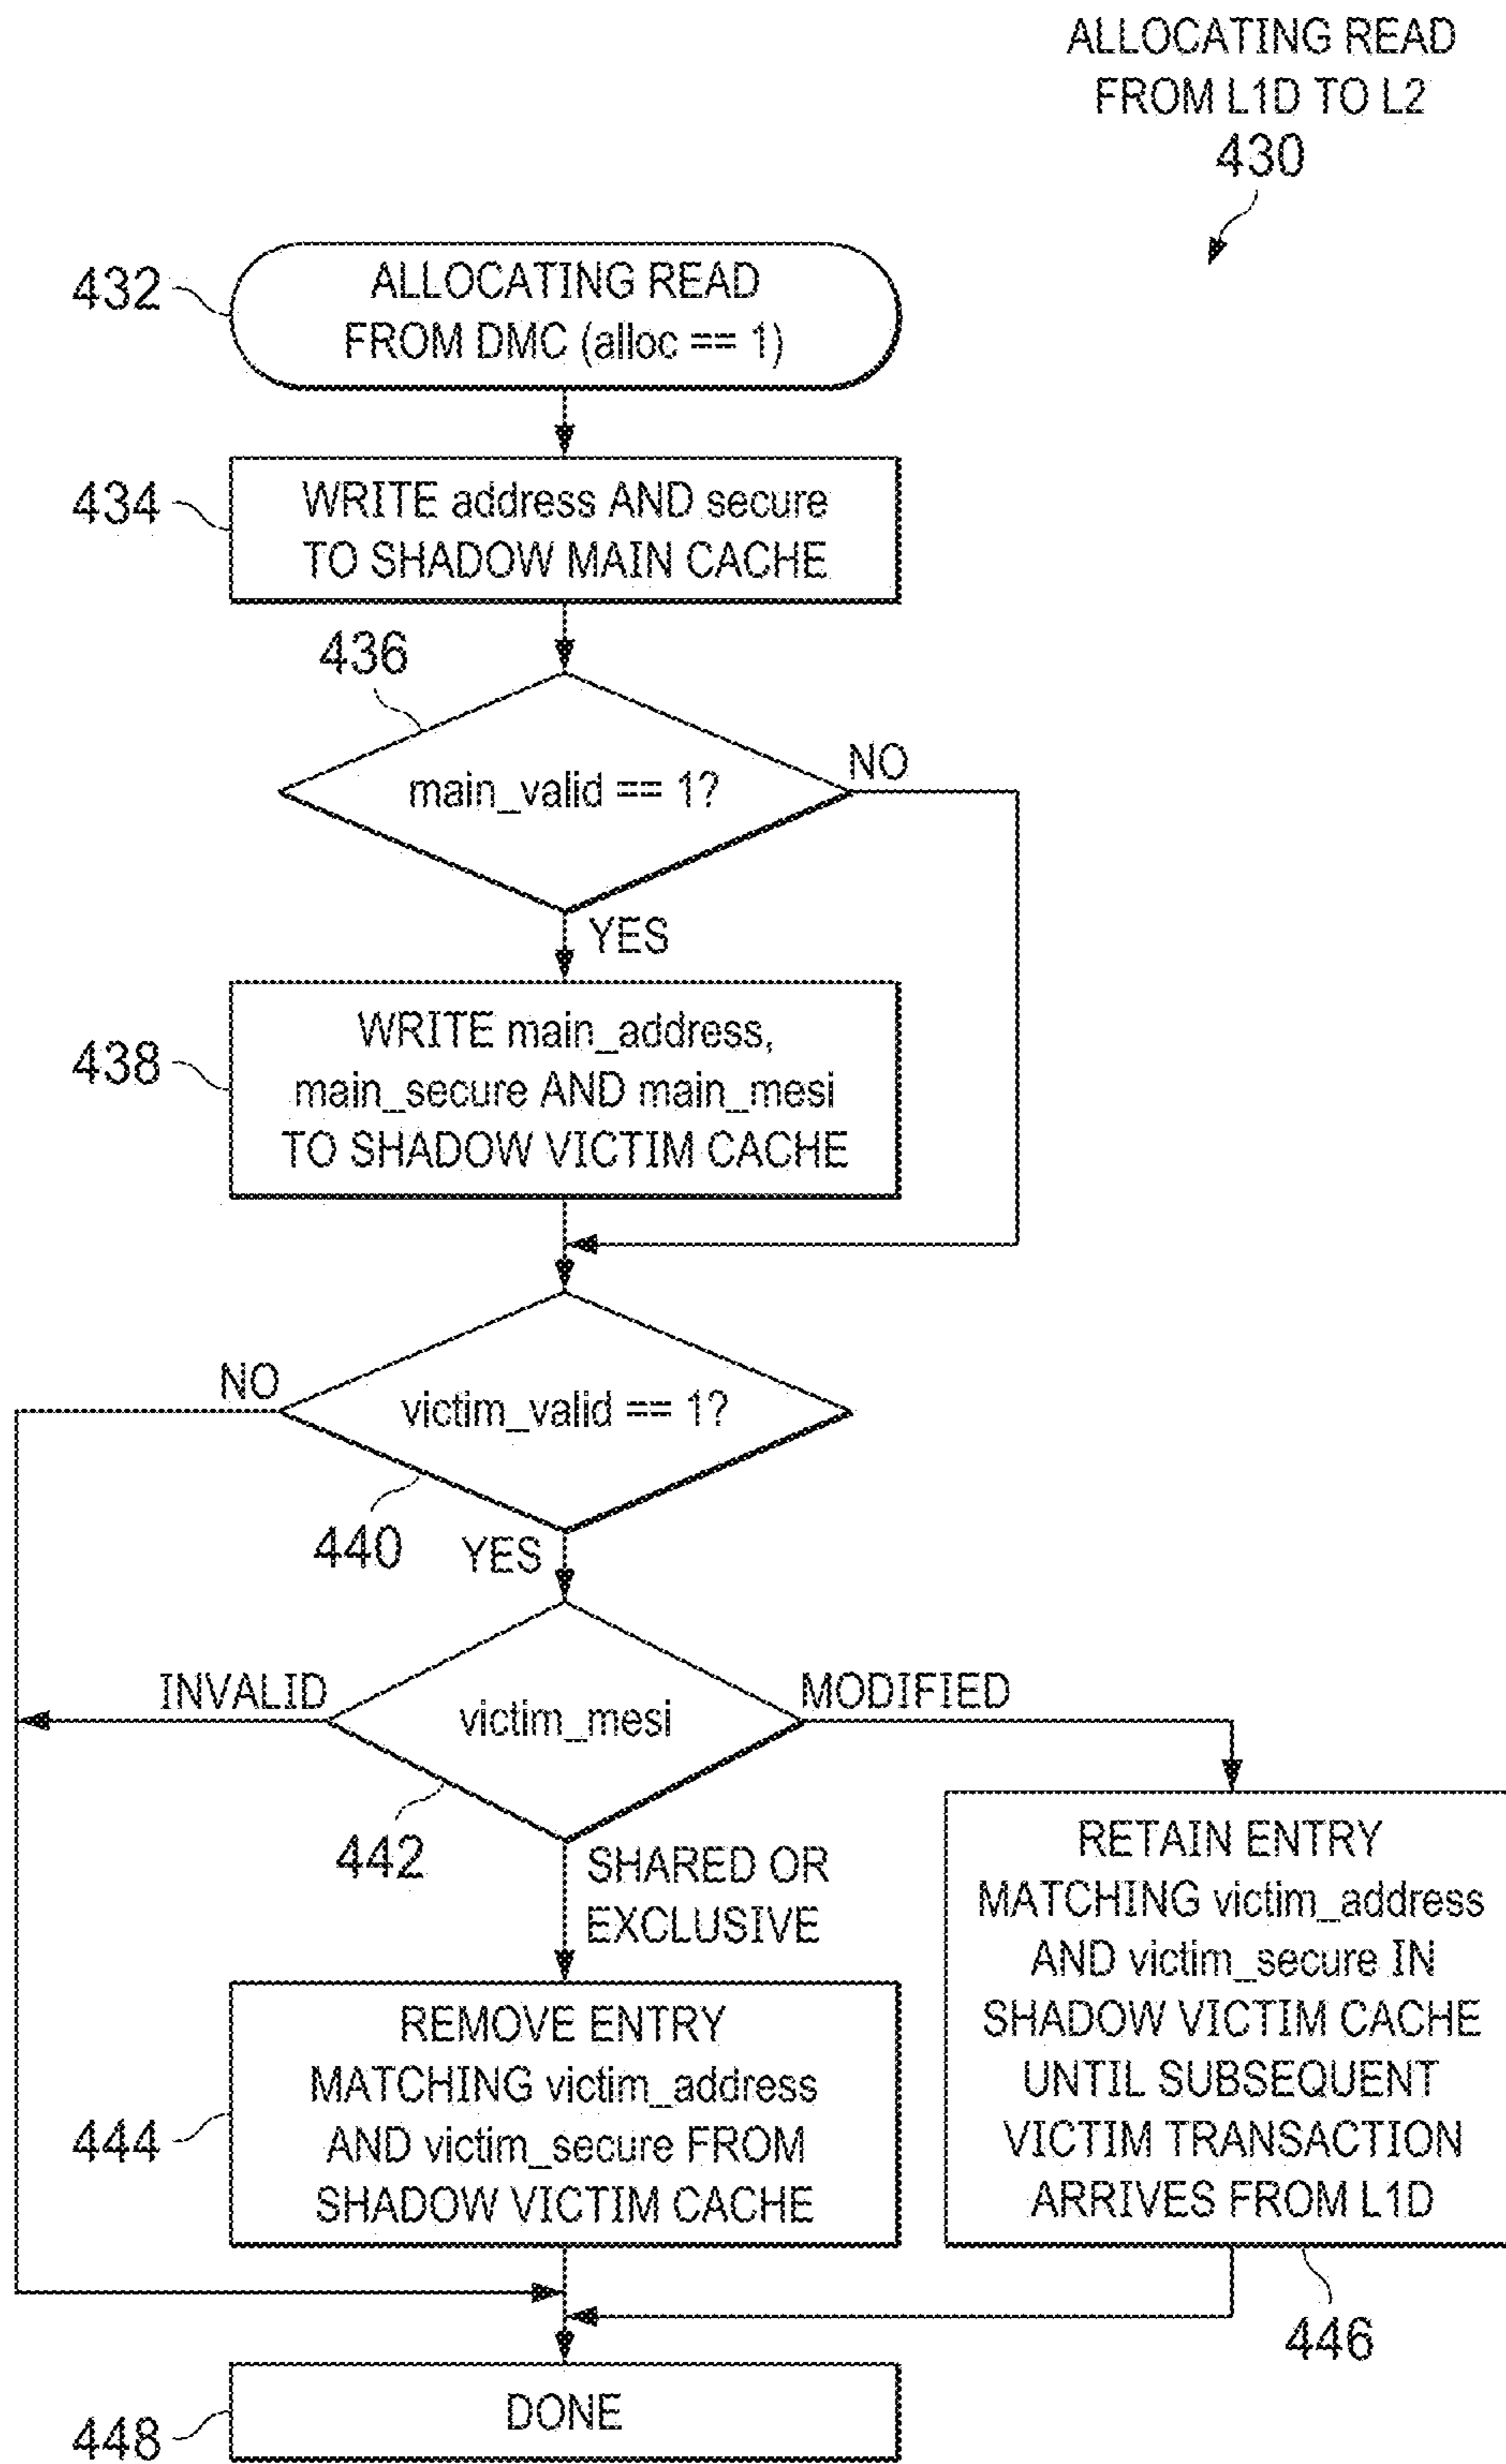 ALLOCATING READ
FROM L1D TO L2
430
432
ALLOCATING READ
FROM DMC (alloc == 1)
434
WRITE address AND secure
TO SHADOW MAIN CACHE
436
main_valid == 1?
NO
YES
438
WRITE main_address,
main_secure AND main_mesi
TO SHADOW VICTIM CACHE
NO
victim_valid == 1?
440
YES
INVALID
victim_mesi
MODIFIED
442
SHARED OR
EXCLUSIVE
444
REMOVE ENTRY
MATCHING victim_address
AND victim_secure FROM
SHADOW VICTIM CACHE
RETAIN ENTRY
MATCHING victim_address
AND victim_secure IN
SHADOW VICTIM CACHE
UNTIL SUBSEQUENT
VICTIM TRANSACTION
ARRIVES FROM L1D
446
448
DONE